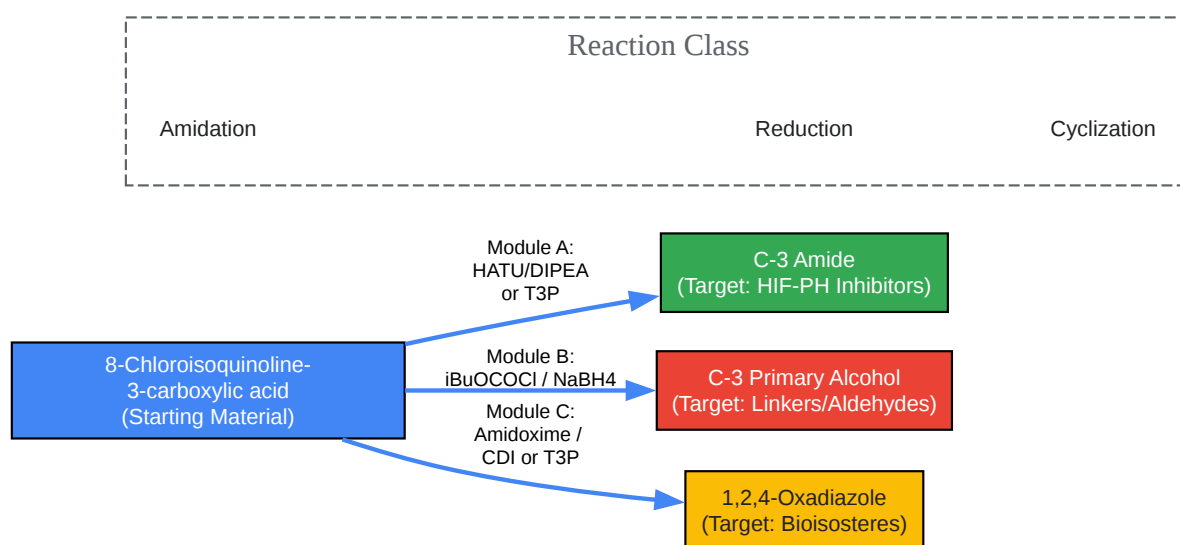 Reaction Class
Amidation
Reduction
Cyclization
Module A:
HATU/DIPEA
or T3P
C-3 Amide
(Target: HIF-PH Inhibitors)
8-Chloroisoquinoline-
3-carboxylic acid
(Starting Material)
Module B:
iBuOCOCl / NaBH4
C-3 Primary Alcohol
(Target: Linkers/Aldehydes)
Module C:
Amidoxime /
CDI or T3P
1,2,4-Oxadiazole
(Target: Bioisosteres)